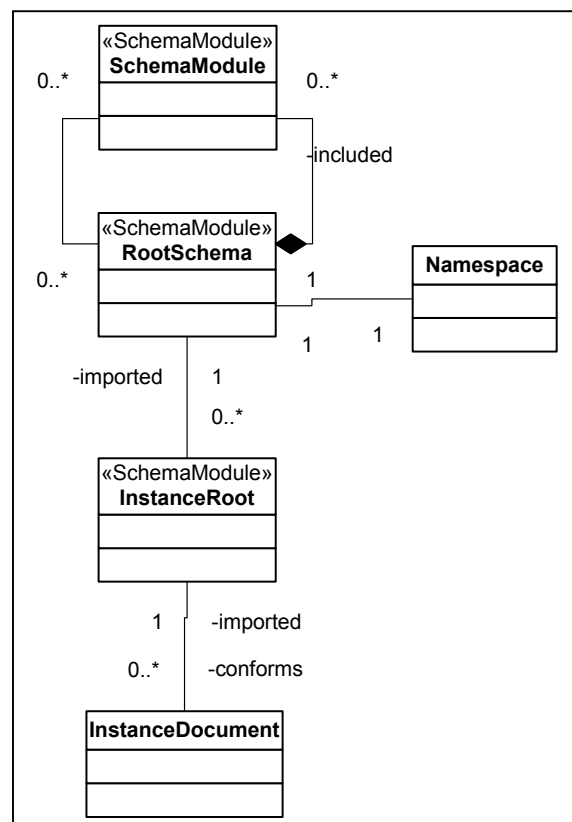 «SchemaModule»
SchemaModule
0..*
0..*
-included
«SchemaModule»
RootSchema
0..*
1
Namespace
1
1
-imported
1
0..*
«SchemaModule»
InstanceRoot
1
-imported
0..*
-conforms
InstanceDocument